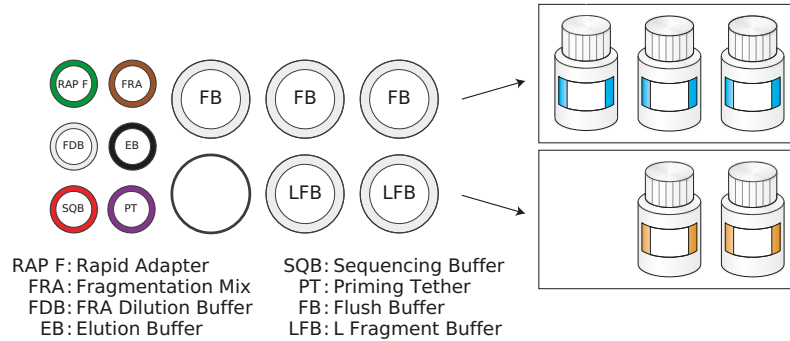 RAP F FRA
FB FB FB
FDB EB
SQB PT
LFB LFB
RAP F: Rapid Adapter
FRA: Fragmentation Mix
FDB: FRA Dilution Buffer
EB: Elution Buffer
SQB: Sequencing Buffer
PT: Priming Tether
FB: Flush Buffer
LFB: L Fragment Buffer